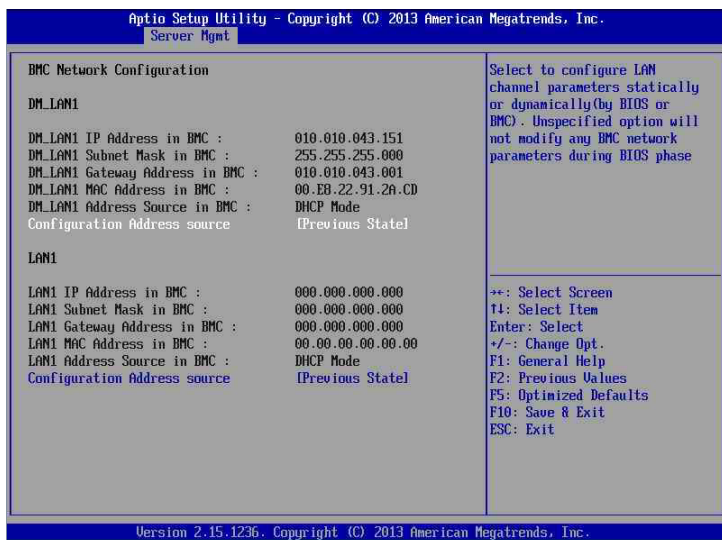 Aptio Setup Utility - Copyright (C) 2013 American Megatrends, Inc.
Server Mgmt
BMC Network Configuration
DM_LAN1
DM_LAN1 IP Address in BMC : 010.010.043.151
DM_LAN1 Subnet Mask in BMC : 255.255.255.000
DM_LAN1 Gateway Address in BMC : 010.010.043.001
DM_LAN1 MAC Address in BMC : 00.E8.22.91.2A.CD
DM_LAN1 Address Source in BMC : DHCP Mode
Configuration Address source [Previous State]
LAN1
LAN1 IP Address in BMC : 000.000.000.000
LAN1 Subnet Mask in BMC : 000.000.000.000
LAN1 Gateway Address in BMC : 000.000.000.000
LAN1 MAC Address in BMC : 00.00.00.00.00.00
LAN1 Address Source in BMC : DHCP Mode
Configuration Address source [Previous State]
Select to configure LAN
channel parameters statically
or dynamically(by BIOS or
BMC). Unspecified option will
not modify any BMC network
parameters during BIOS phase
→←: Select Screen
↑↓: Select Item
Enter: Select
+/-: Change Opt.
F1: General Help
F2: Previous Values
F5: Optimized Defaults
F10: Save & Exit
ESC: Exit
Version 2.15.1236. Copyright (C) 2013 American Megatrends, Inc.